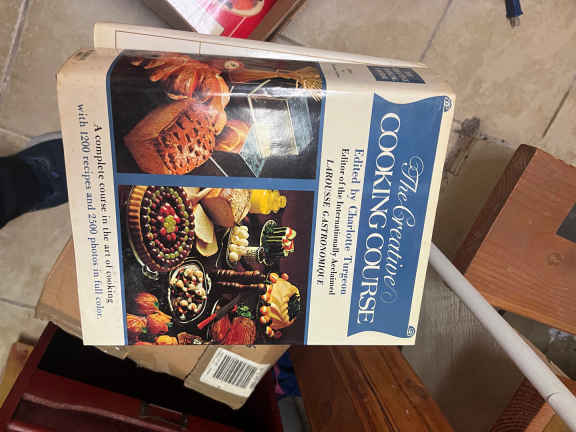 The Creative
COOKING COURSE
Edited by Charlotte Turgeon
Editor of the Internationally Acclaimed
LAROUSSE GASTRONOMIQUE
A complete course in the art of cooking
with 1200 recipes and 2500 photos in full color.